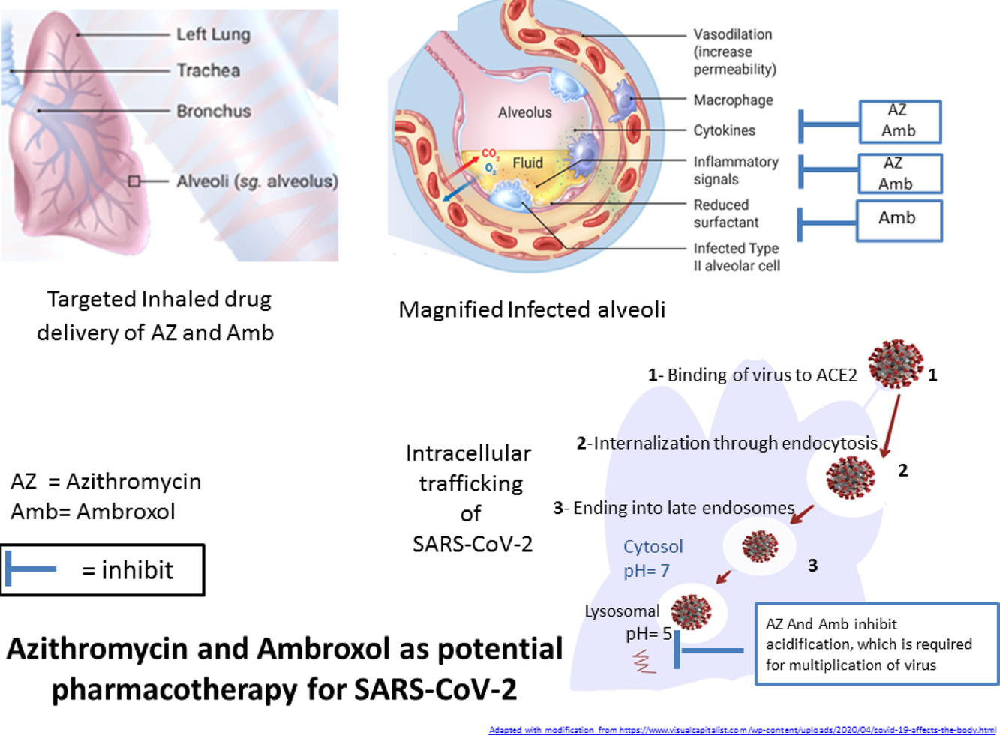 Left Lung
Trachea
Bronchus
Alveoli (sg. alveolus)
Targeted Inhaled drug
delivery of AZ and Amb
Alveolus
CO2
O2
Fluid
Vasodilation
(increase
permeability)
Macrophage
Cytokines
Inflammatory
signals
Reduced
surfactant
Infected Type
II alveolar cell
AZ
Amb
AZ
Amb
Amb
Magnified Infected alveoli
AZ = Azithromycin
Amb= Ambroxol
= inhibit
Intracellular
trafficking
of
SARS-CoV-2
1- Binding of virus to ACE2
1
2-Internalization through endocytosis
2
3- Ending into late endosomes
3
Cytosol
pH= 7
Lysosomal
pH= 5
AZ And Amb inhibit
acidification, which is required
for multiplication of virus
Azithromycin and Ambroxol as potential
pharmacotherapy for SARS-CoV-2
Adapted with modification from https://www.visualcapitalist.com/wp-content/uploads/2020/04/covid-19-affects-the-body.html